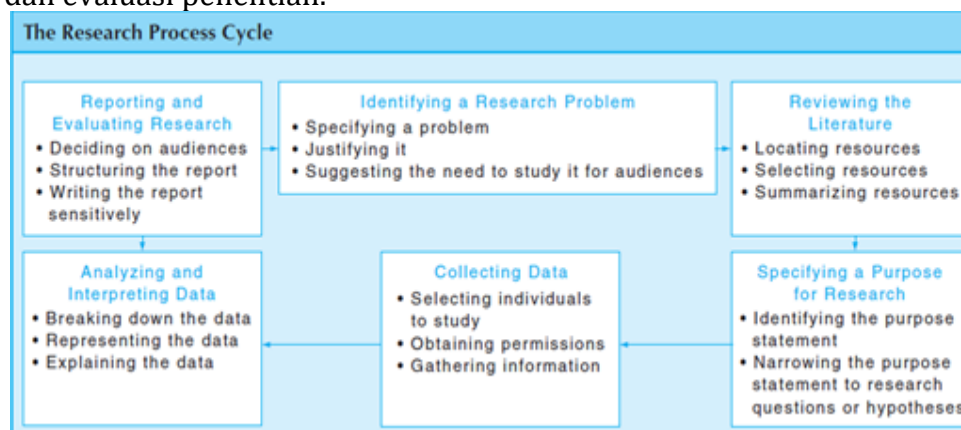 dan evaluasi penelitian.
The Research Process Cycle
Reporting and
Evaluating Research
• Deciding on audiences
• Structuring the report
• Writing the report
sensitively
Identifying a Research Problem
• Specifying a problem
• Justifying it
• Suggesting the need to study it for audiences
Reviewing the
Literature
• Locating resources
• Selecting resources
• Summarizing resources
Analyzing and
Interpreting Data
• Breaking down the data
• Representing the data
• Explaining the data
Collecting Data
• Selecting individuals
to study
• Obtaining permissions
• Gathering information
Specifying a Purpose
for Research
• Identifying the purpose
statement
• Narrowing the purpose
statement to research
questions or hypotheses